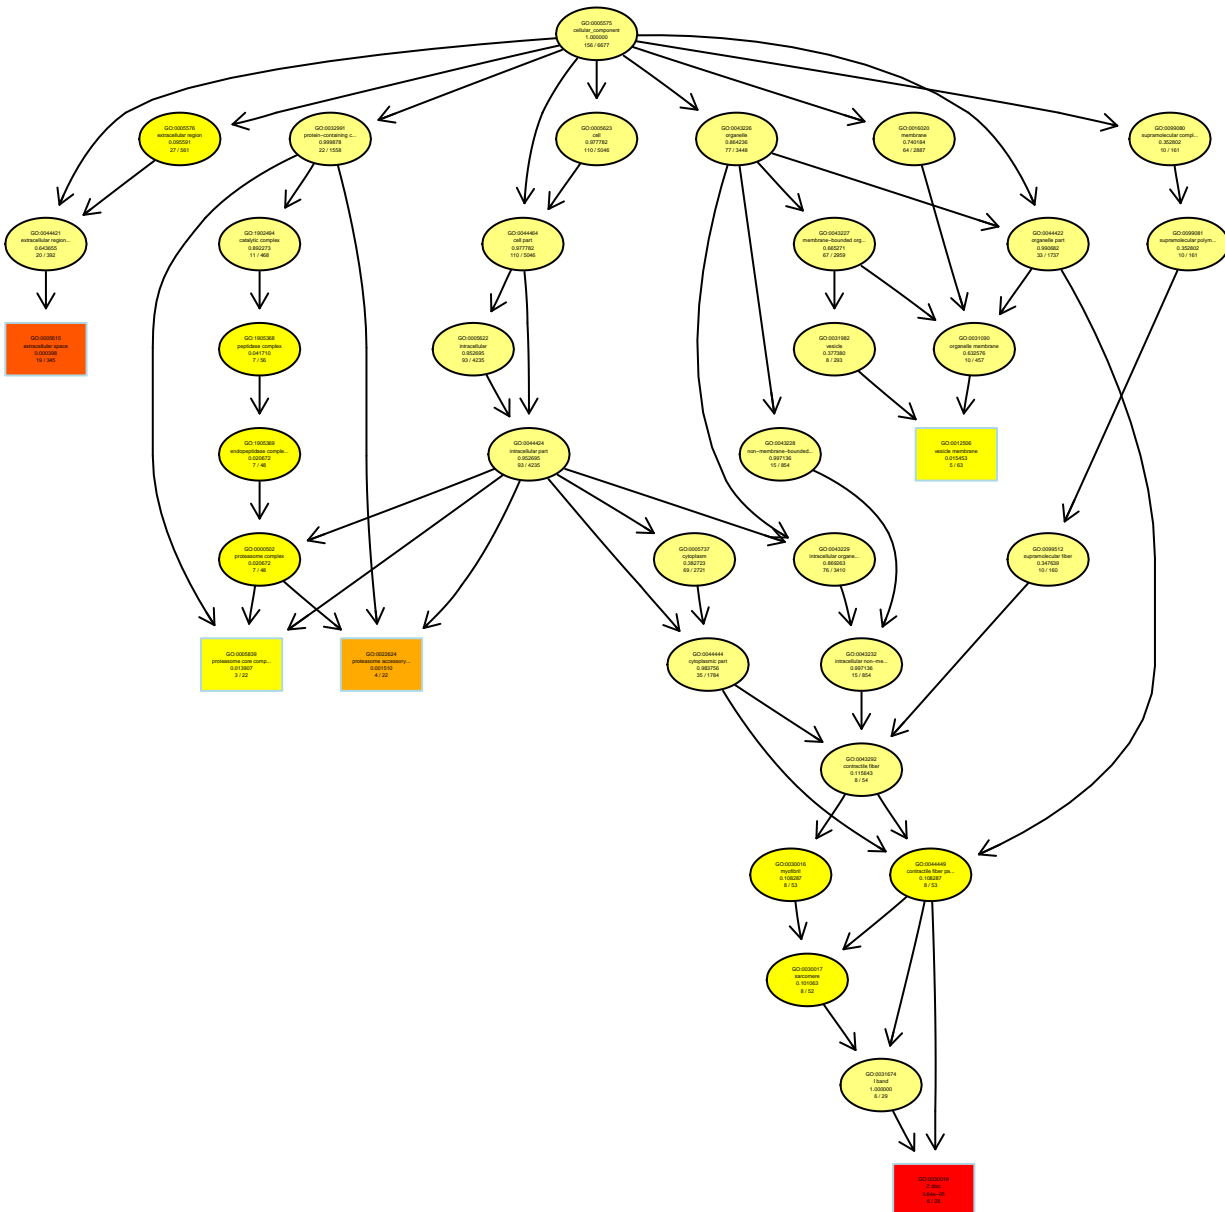 GO:0005575
cellular_component
1.000000
156 / 6677
GO:0005576
extracellular region
0.095591
27 / 561
GO:0032991
protein−containing c...
0.999878
22 / 1558
GO:0005623
cell
0.977782
110 / 5046
GO:0043226
organelle
0.864236
77 / 3448
GO:0016020
membrane
0.740184
64 / 2887
GO:0099080
supramolecular compl...
0.352802
10 / 161
GO:0044421
extracellular region...
0.643655
20 / 392
GO:1902494
catalytic complex
0.892273
11 / 468
GO:0044464
cell part
0.977782
110 / 5046
GO:0043227
membrane−bounded org...
0.665271
67 / 2959
GO:0044422
organelle part
0.990682
33 / 1737
GO:0099081
supramolecular polym...
0.352802
10 / 161
GO:0005615
extracellular space
0.000398
19 / 345
GO:1905368
peptidase complex
0.041710
7 / 56
GO:0005622
intracellular
0.952695
93 / 4235
GO:0031982
vesicle
0.377380
8 / 293
GO:0031090
organelle membrane
0.632576
10 / 457
GO:1905369
endopeptidase comple...
0.020672
7 / 48
GO:0044424
intracellular part
0.952695
93 / 4235
GO:0043228
non−membrane−bounded...
0.997136
15 / 854
GO:0012506
vesicle membrane
0.015453
5 / 63
GO:0000502
proteasome complex
0.020672
7 / 48
GO:0005737
cytoplasm
0.382723
69 / 2721
GO:0043229
intracellular organe...
0.869263
76 / 3410
GO:0099512
supramolecular fiber
0.347639
10 / 160
GO:0005839
proteasome core comp...
0.013907
3 / 22
GO:0022624
proteasome accessory...
0.001510
4 / 22
GO:0044444
cytoplasmic part
0.983756
35 / 1784
GO:0043232
intracellular non−me...
0.997136
15 / 854
GO:0043292
contractile fiber
0.115643
8 / 54
GO:0030016
myofibril
0.108287
8 / 53
GO:0044449
contractile fiber pa...
0.108287
8 / 53
GO:0030017
sarcomere
0.101063
8 / 52
GO:0031674
I band
1.000000
6 / 29
GO:0030018
Z disc